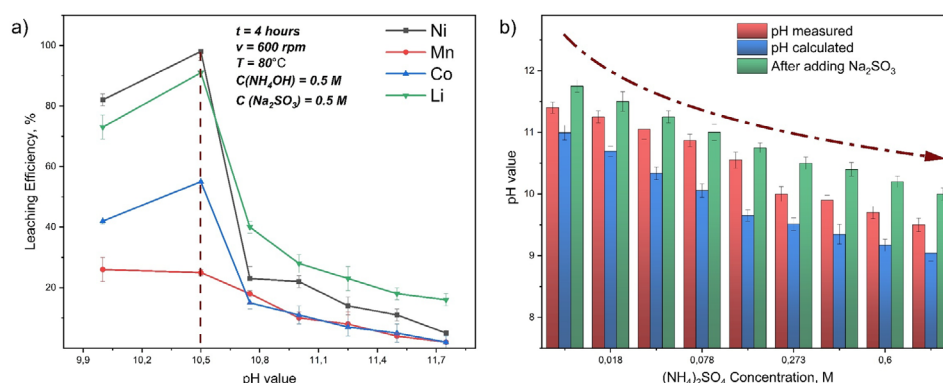 a)
t = 4 hours
v = 600 rpm
T = 80°C
C(NH₄OH) = 0.5 M
C (Na₂SO₃) = 0.5 M
Ni
Mn
Co
Li
Leaching Efficiency, %
100
80
60
40
20
9,9
10,2
10,5
10,8
11,1
11,4
11,7
pH value
b)
pH measured
pH calculated
After adding Na₂SO₃
pH value
12
11
10
9
8
0,018
0,078
0,273
0,6
(NH₄)₂SO₄ Concentration, M